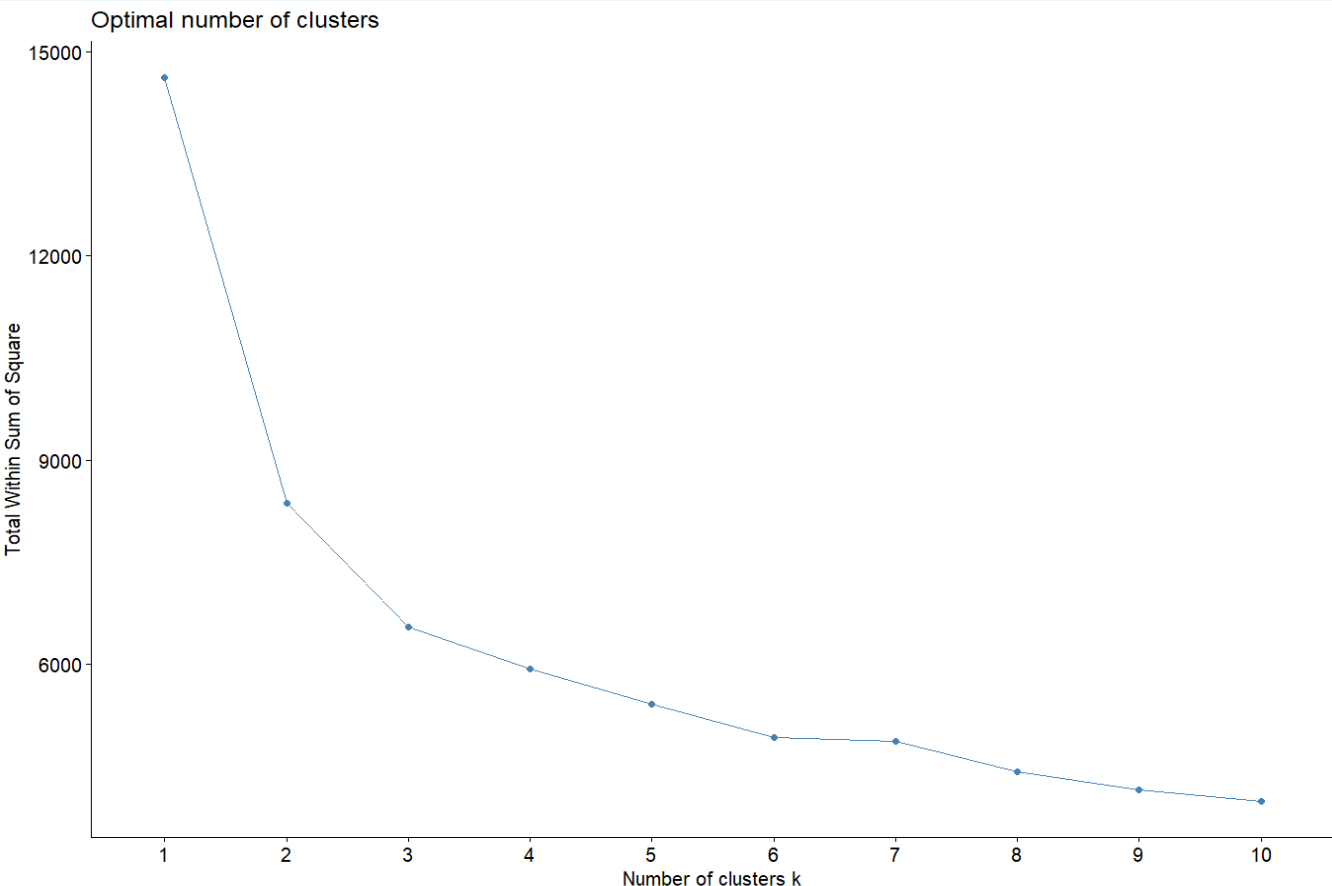 Optimal number of clusters
15000
12000
9000
6000
Total Within Sum of Square
1 2 3 4 5 6 7 8 9 10
Number of clusters k